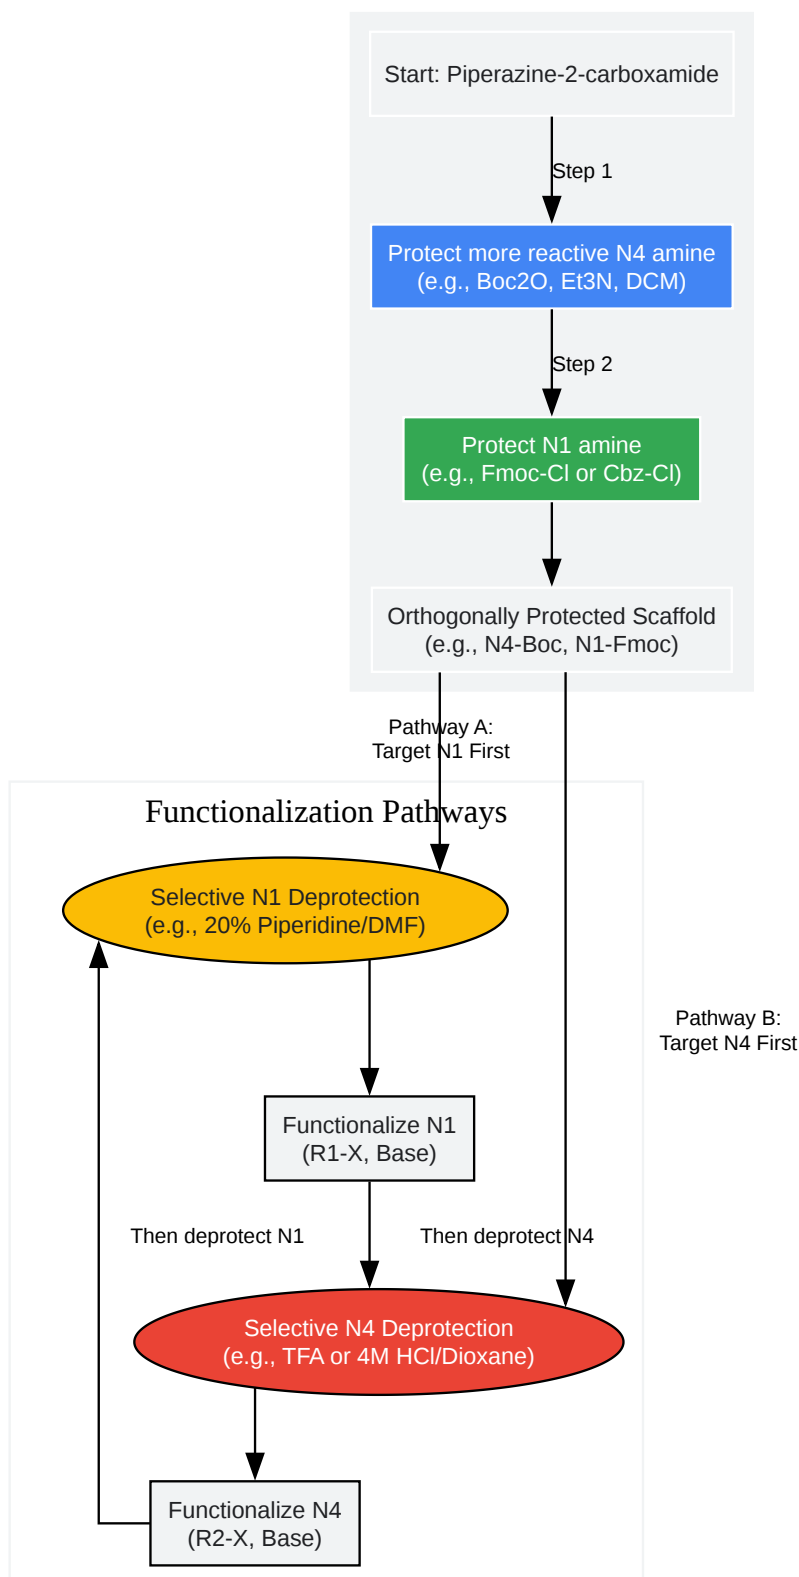 Start: Piperazine-2-carboxamide
Step 1
Protect more reactive N4 amine
(e.g., Boc2O, Et3N, DCM)
Step 2
Protect N1 amine
(e.g., Fmoc-Cl or Cbz-Cl)
Orthogonally Protected Scaffold
(e.g., N4-Boc, N1-Fmoc)
Pathway A:
Target N1 First
Functionalization Pathways
Selective N1 Deprotection
(e.g., 20% Piperidine/DMF)
Pathway B:
Target N4 First
Functionalize N1
(R1-X, Base)
Then deprotect N1
Then deprotect N4
Selective N4 Deprotection
(e.g., TFA or 4M HCl/Dioxane)
Functionalize N4
(R2-X, Base)